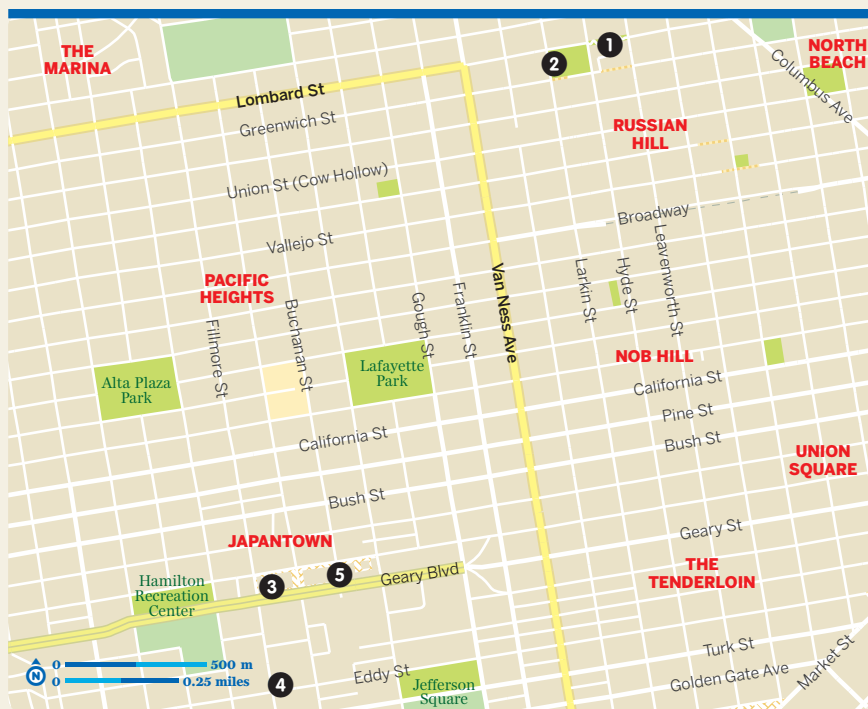 THE
MARINA
1
2
NORTH
BEACH
Columbus Ave
Lombard St
Greenwich St
RUSSIAN
HILL
Union St (Cow Hollow)
Broadway
Vallejo St
Leavenworth St
Hyde St
Larkin St
Van Ness Ave
PACIFIC
HEIGHTS
Fillmore St
Buchanan St
Gough St
Franklin St
NOB HILL
Lafayette
Park
Alta Plaza
Park
California St
Pine St
Bush St
California St
UNION
SQUARE
Bush St
Geary St
JAPANTOWN
THE
TENDERLOIN
Hamilton
Recreation
Center
3
5
Geary Blvd
Turk St
Market St
Golden Gate Ave
Eddy St
Jefferson
Square
4
N
0 500 m
0 0.25 miles